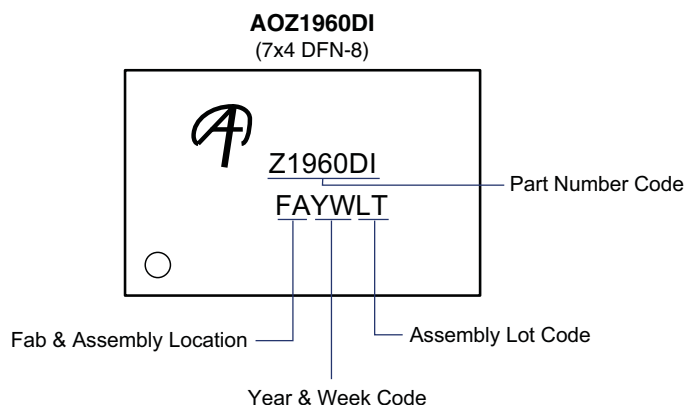 AOZ1960DI
(7x4 DFN-8)
Z1960DI
Part Number Code
FAYWLT
Fab & Assembly Location
Assembly Lot Code
Year & Week Code